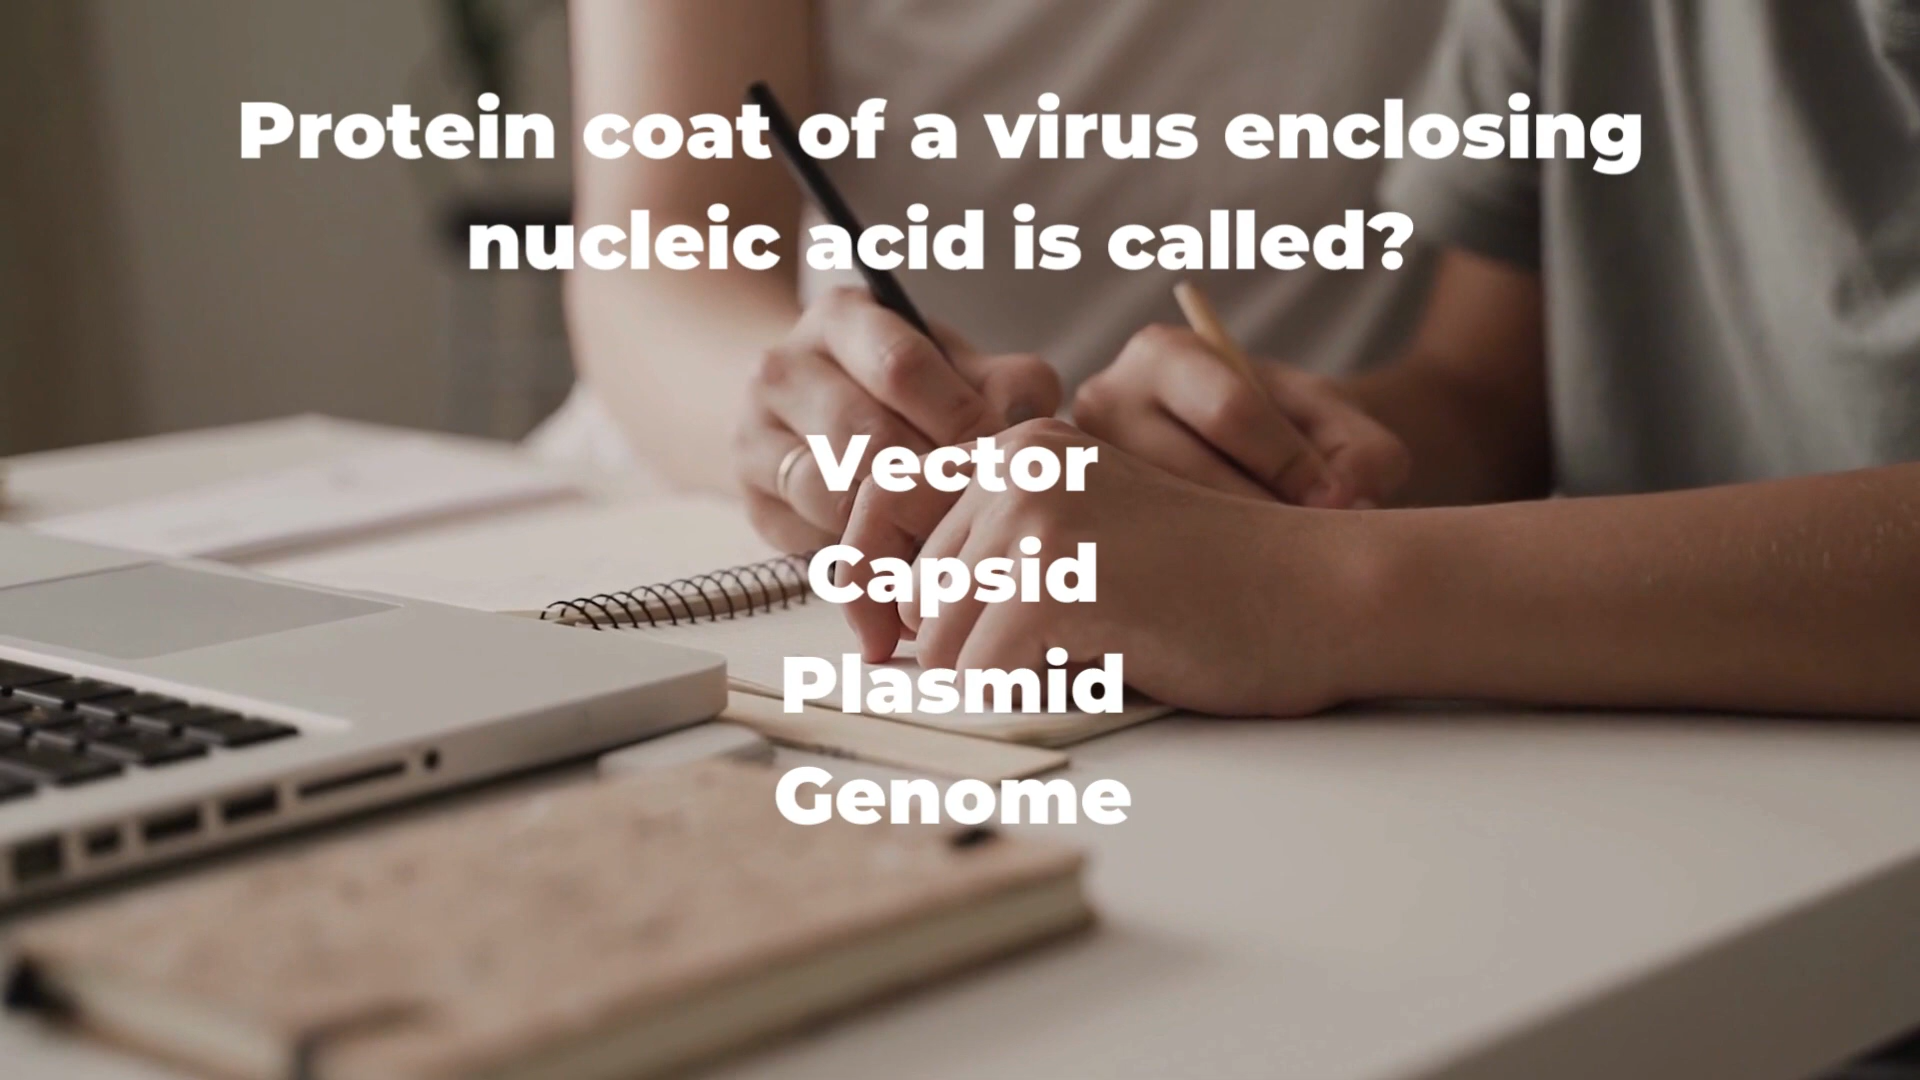 Protein coat of a virus enclosing
nucleic acid is called?
Vector
Capsid
Plasmid
Genome